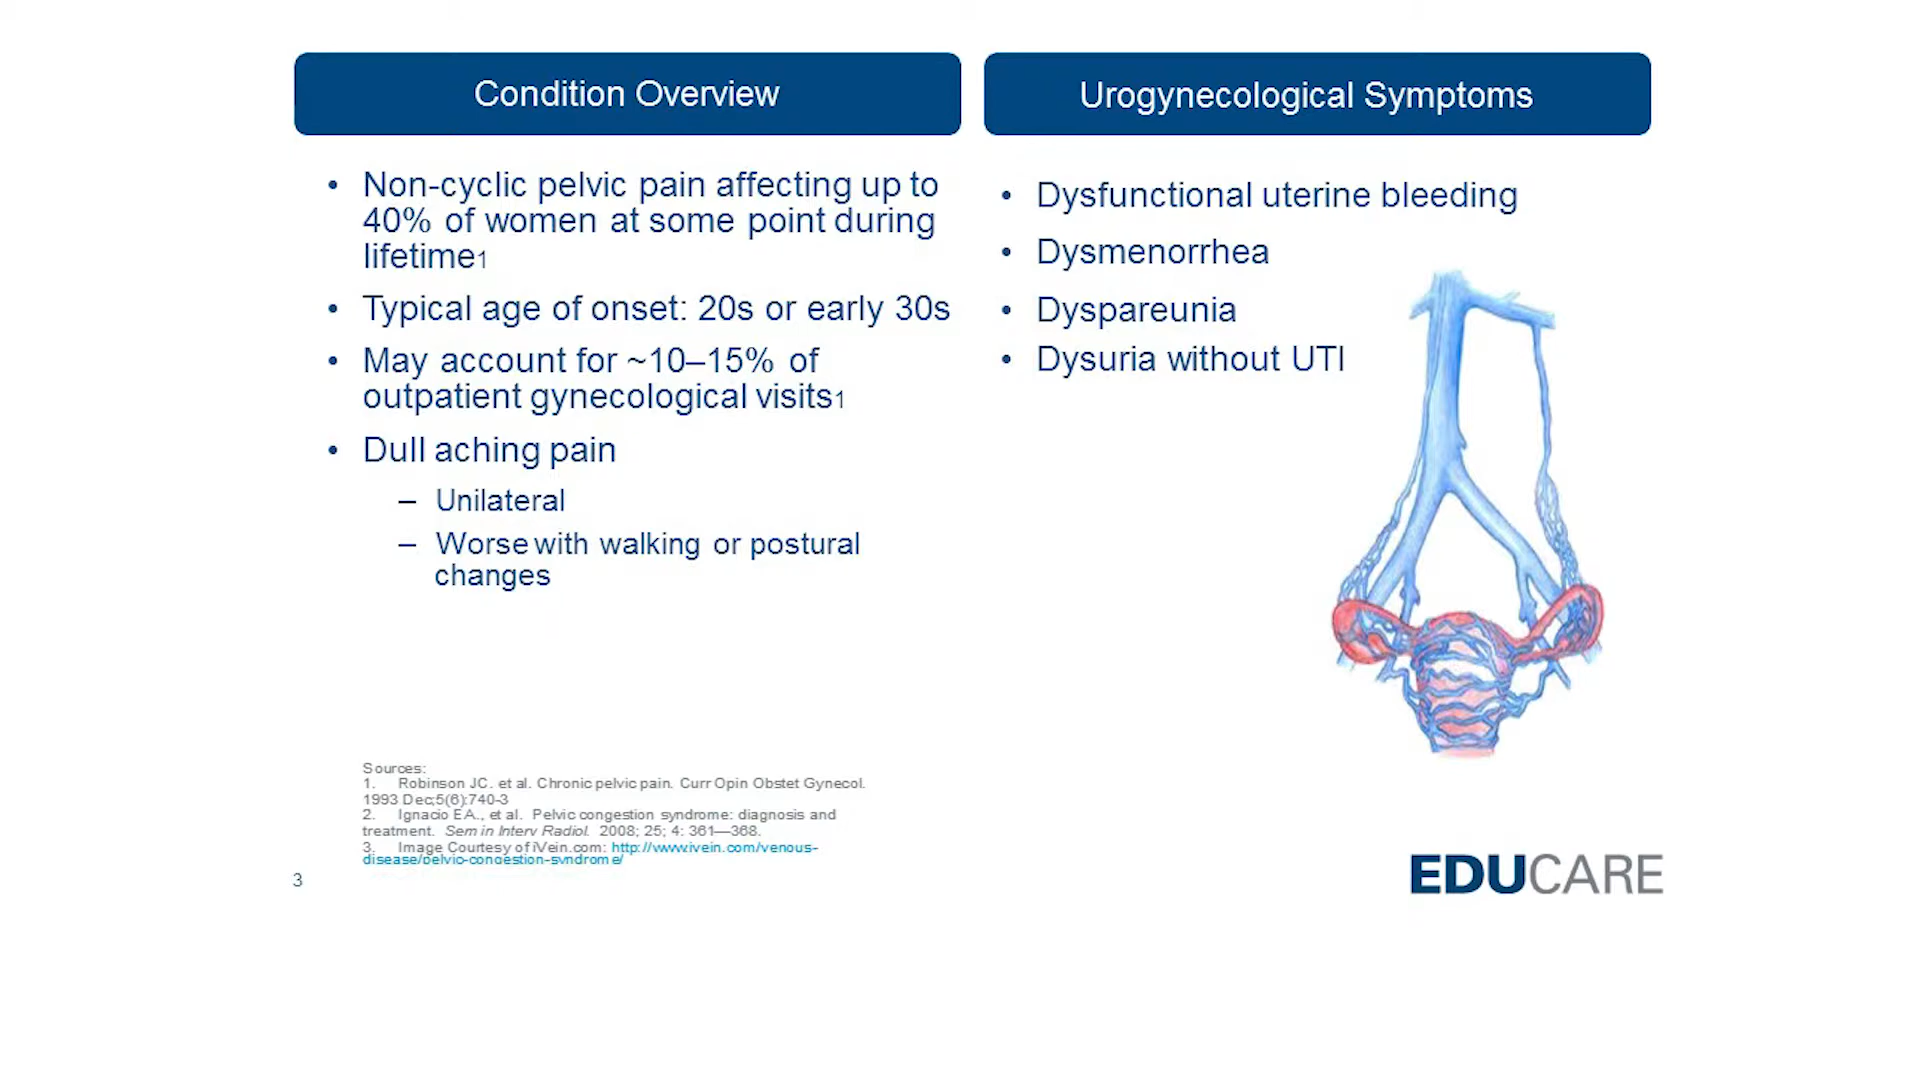 Condition Overview
• Non-cyclic pelvic pain affecting up to
40% of women at some point during
lifetime1
• Typical age of onset: 20s or early 30s
• May account for ~10–15% of
outpatient gynecological visits1
• Dull aching pain
– Unilateral
– Worse with walking or postural
changes
Urogynecological Symptoms
• Dysfunctional uterine bleeding
• Dysmenorrhea
• Dyspareunia
• Dysuria without UTI
Sources:
1. Robinson JC. et al. Chronic pelvic pain. Curr Opin Obstet Gynecol.
1993 Dec;5(6):740-3
2. Ignacio EA., et al. Pelvic congestion syndrome: diagnosis and
treatment. Sem in Interv Radiol. 2008; 25; 4: 361—368.
3. Image Courtesy of iVein.com: http://www.ivein.com/venous-
disease/pelvic-congestion-syndrome/
3
EDUCARE